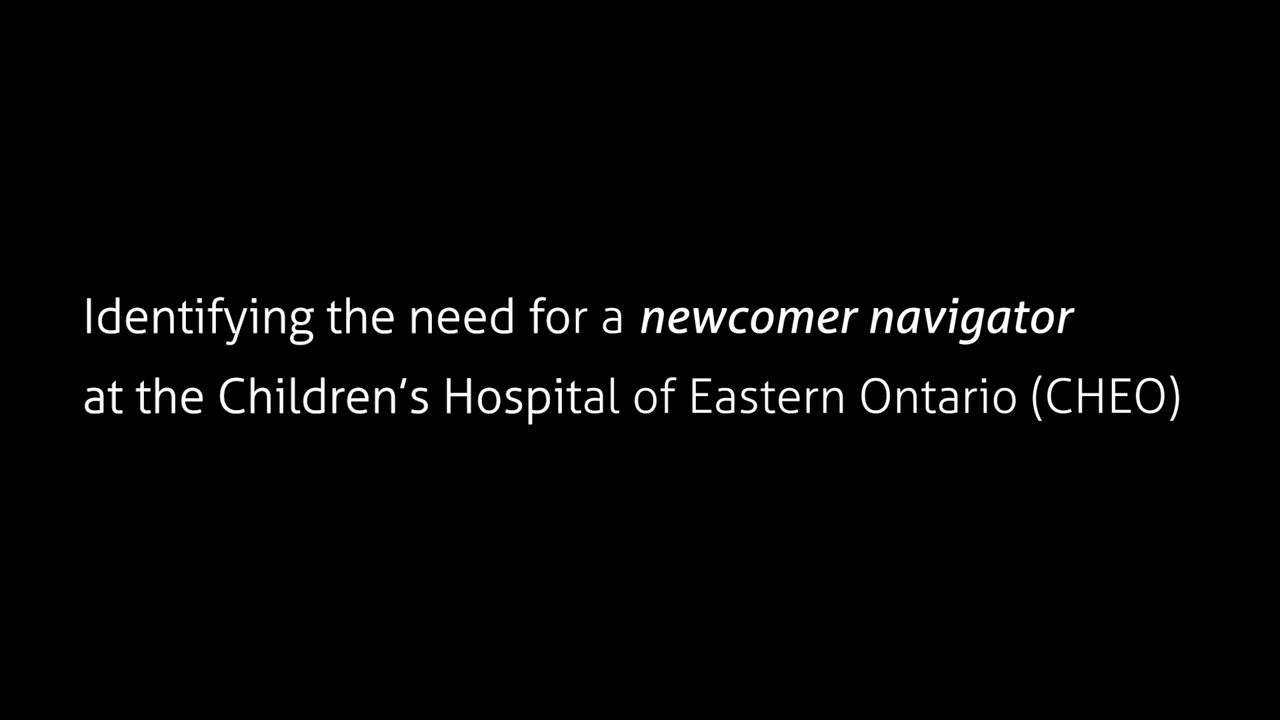 Identifying the need for a newcomer navigator
at the Children’s Hospital of Eastern Ontario (CHEO)